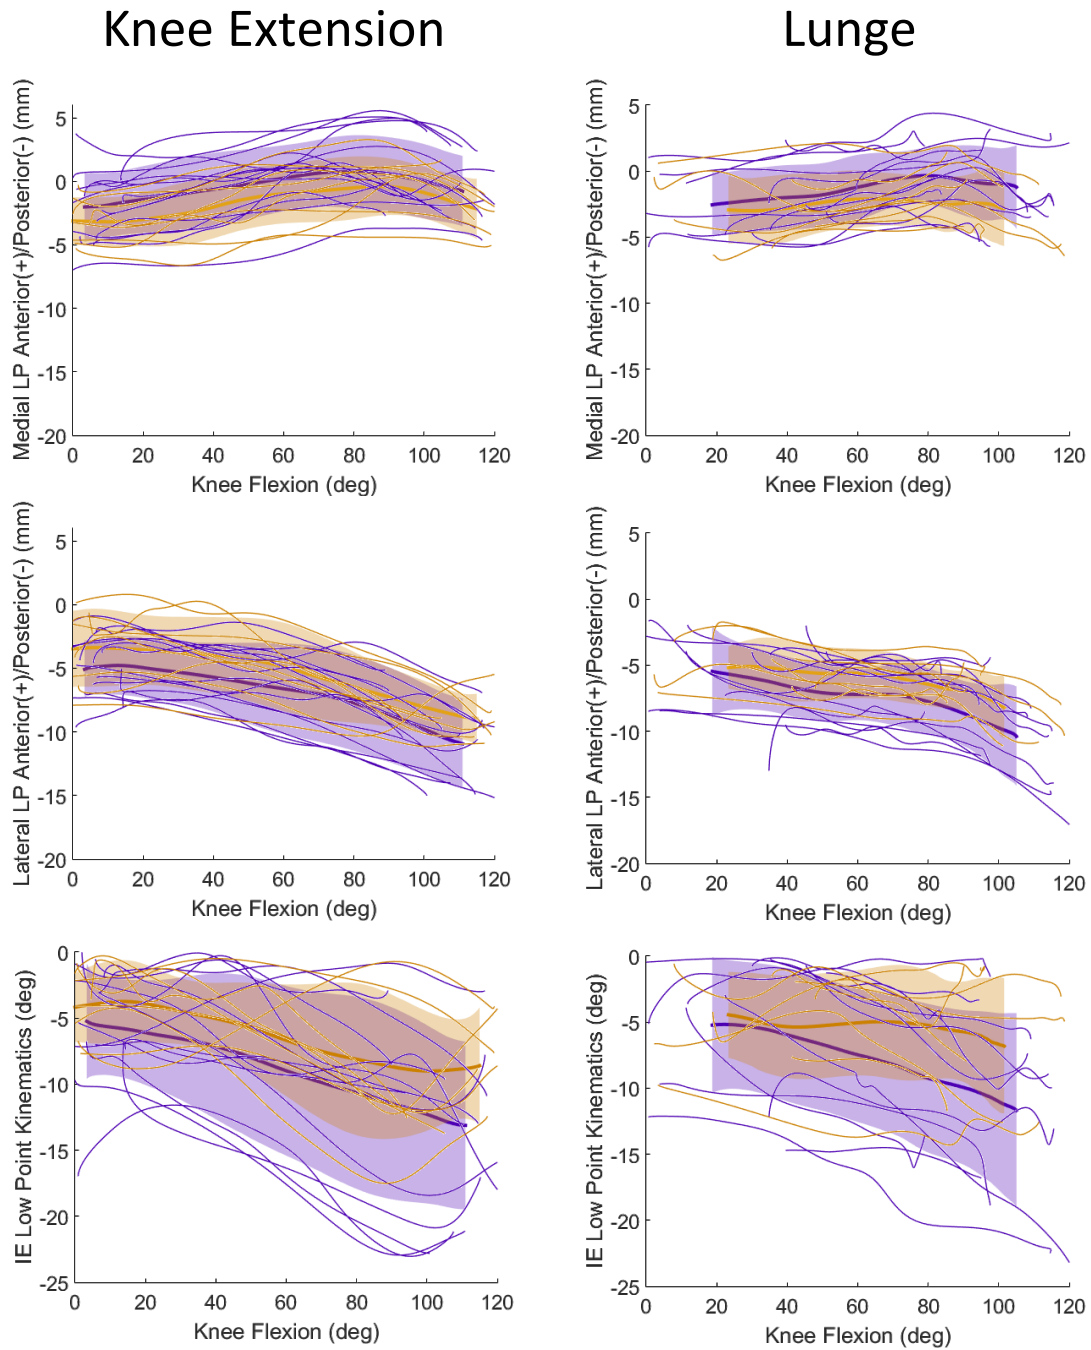 Knee Extension
Lunge
Medial LP Anterior(+)/Posterior(-) (mm)
5
0
-5
-10
-15
-20
0 20 40 60 80 100 120
Knee Flexion (deg)
Medial LP Anterior(+)/Posterior(-) (mm)
5
0
-5
-10
-15
-20
0 20 40 60 80 100 120
Knee Flexion (deg)
Lateral LP Anterior(+)/Posterior(-) (mm)
5
0
-5
-10
-15
-20
0 20 40 60 80 100 120
Knee Flexion (deg)
Lateral LP Anterior(+)/Posterior(-) (mm)
5
0
-5
-10
-15
-20
0 20 40 60 80 100 120
Knee Flexion (deg)
IE Low Point Kinematics (deg)
0
-5
-10
-15
-20
-25
0 20 40 60 80 100 120
Knee Flexion (deg)
IE Low Point Kinematics (deg)
0
-5
-10
-15
-20
-25
0 20 40 60 80 100 120
Knee Flexion (deg)